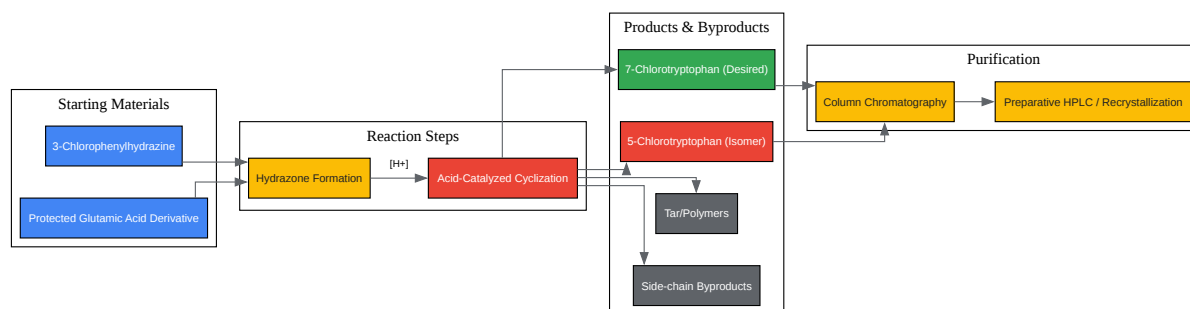 Starting Materials
3-Chlorophenylhydrazine
Protected Glutamic Acid Derivative
Reaction Steps
Hydrazone Formation
[H+]
Acid-Catalyzed Cyclization
Products & Byproducts
7-Chlorotryptophan (Desired)
5-Chlorotryptophan (Isomer)
Tar/Polymers
Side-chain Byproducts
Purification
Column Chromatography
Preparative HPLC / Recrystallization